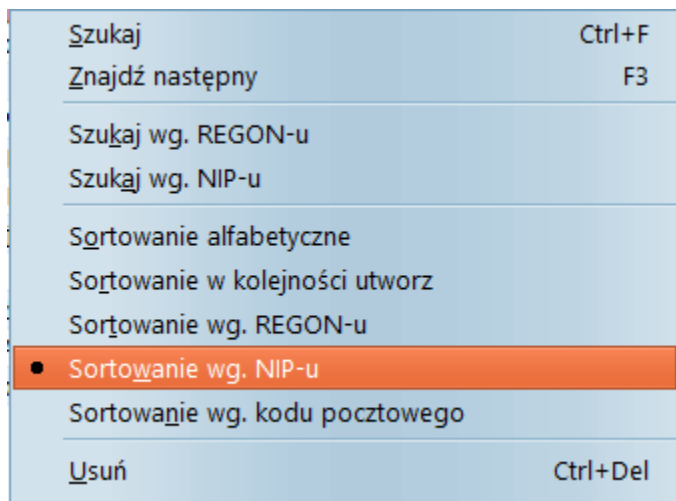 Szukaj Ctrl+F
Znajdź następny F3
Szukaj wg. REGON-u
Szukaj wg. NIP-u
Sortowanie alfabetyczne
Sortowanie w kolejności utworz
Sortowanie wg. REGON-u
Sortowanie wg. NIP-u
Sortowanie wg. kodu pocztowego
Usuń Ctrl+Del